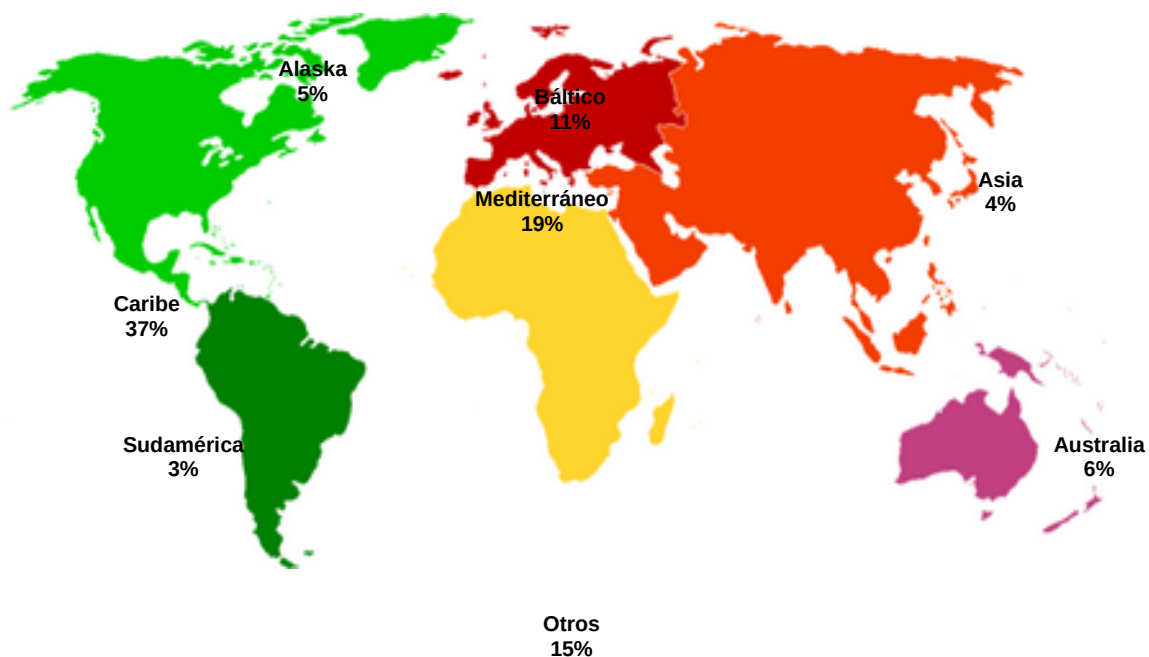 Alaska
5%
Báltico
11%
Asia
4%
Mediterráneo
19%
Caribe
37%
Sudamérica
3%
Australia
6%
Otros
15%